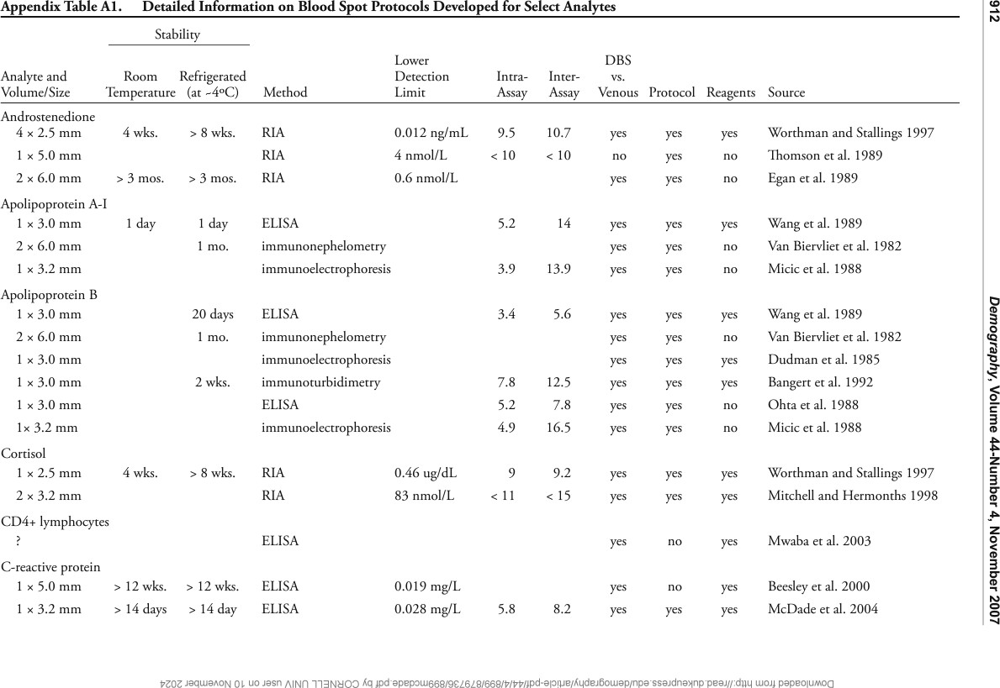 Appendix Table A1. Detailed Information on Blood Spot Protocols Developed for Select Analytes
Stability
Lower DBS
Analyte and Room Refrigerated Detection Intra- Inter- vs.
Volume/Size Temperature (at ~4ºC) Method Limit Assay Assay Venous Protocol Reagents Source
Androstenedione
4 × 2.5 mm 4 wks. > 8 wks. RIA 0.012 ng/mL 9.5 10.7 yes yes yes Worthman and Stallings 1997
1 × 5.0 mm RIA 4 nmol/L < 10 < 10 no yes no Thomson et al. 1989
2 × 6.0 mm > 3 mos. > 3 mos. RIA 0.6 nmol/L yes yes no Egan et al. 1989
Apolipoprotein A-I
1 × 3.0 mm 1 day 1 day ELISA 5.2 14 yes yes yes Wang et al. 1989
2 × 6.0 mm 1 mo. immunonephelometry yes yes no Van Biervliet et al. 1982
1 × 3.2 mm immunoelectrophoresis 3.9 13.9 yes yes no Micic et al. 1988
Apolipoprotein B
1 × 3.0 mm 20 days ELISA 3.4 5.6 yes yes yes Wang et al. 1989
2 × 6.0 mm 1 mo. immunonephelometry yes yes no Van Biervliet et al. 1982
1 × 3.0 mm immunoelectrophoresis yes yes yes Dudman et al. 1985
1 × 3.0 mm 2 wks. immunoturbidimetry 7.8 12.5 yes yes yes Bangert et al. 1992
1 × 3.0 mm ELISA 5.2 7.8 yes yes no Ohta et al. 1988
1× 3.2 mm immunoelectrophoresis 4.9 16.5 yes yes no Micic et al. 1988
Cortisol
1 × 2.5 mm 4 wks. > 8 wks. RIA 0.46 ug/dL 9 9.2 yes yes yes Worthman and Stallings 1997
2 × 3.2 mm RIA 83 nmol/L < 11 < 15 yes yes yes Mitchell and Hermonths 1998
CD4+ lymphocytes
? ELISA yes no yes Mwaba et al. 2003
C-reactive protein
1 × 5.0 mm > 12 wks. > 12 wks. ELISA 0.019 mg/L yes no yes Beesley et al. 2000
1 × 3.2 mm > 14 days > 14 day ELISA 0.028 mg/L 5.8 8.2 yes yes yes McDade et al. 2004
912
Demography, Volume 44-Number 4, November 2007
Downloaded from http://read.dukeupress.edu/demography/article-pdf/44/4/899/879736/899mcdade.pdf by CORNELL UNIV user on 10 November 2024